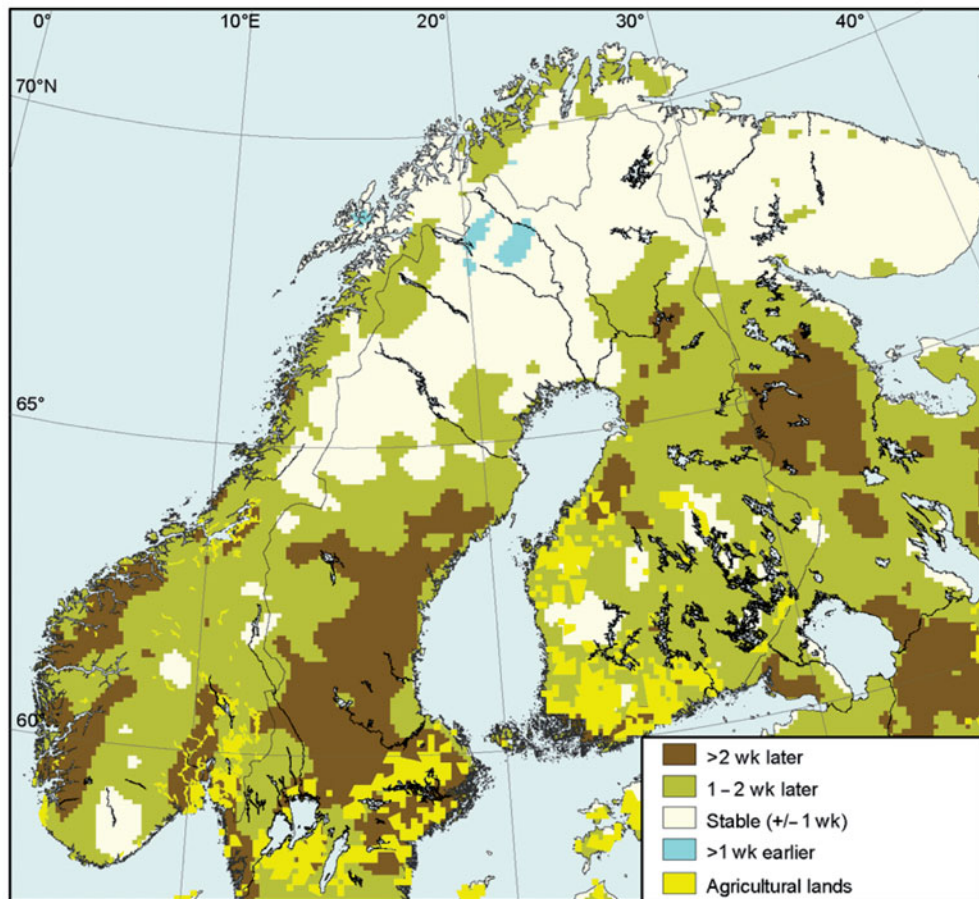 0° 10°E 20° 30° 40°
70°N
65°
60°
>2 wk later
1–2 wk later
Stable (+/– 1 wk)
>1 wk earlier
Agricultural lands